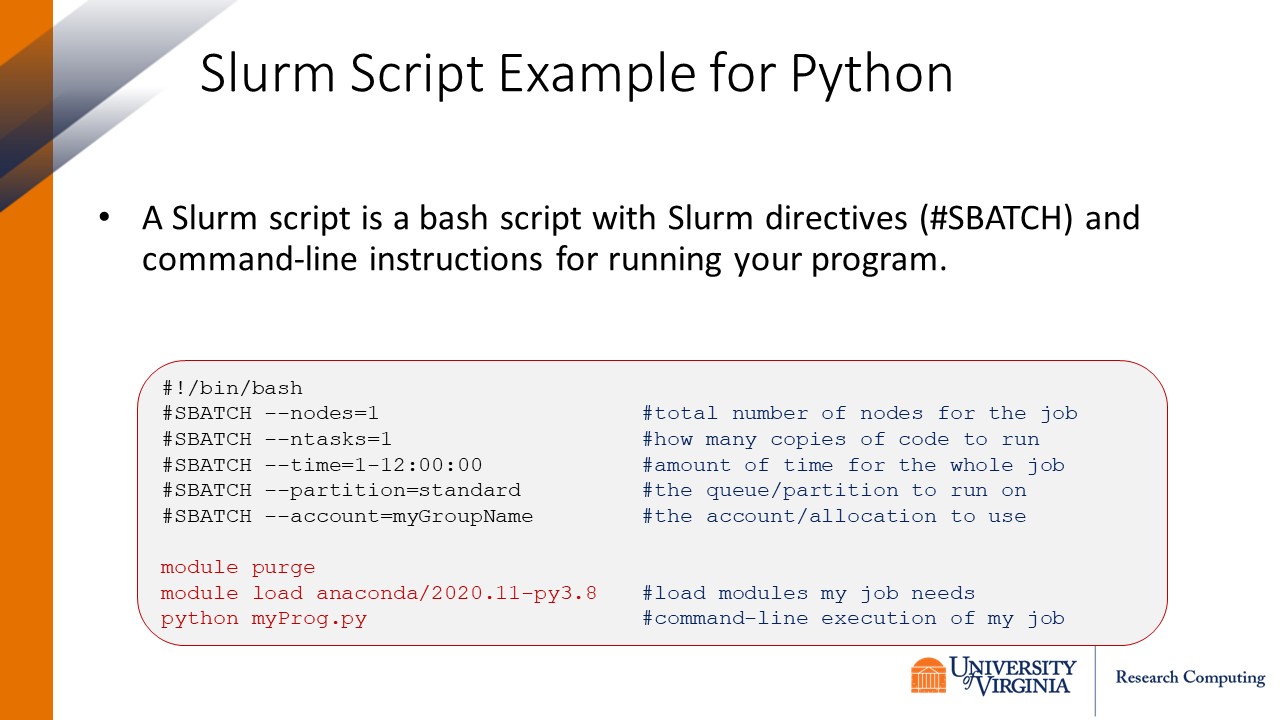 Slurm Script Example for Python
• A Slurm script is a bash script with Slurm directives (#SBATCH) and
command-line instructions for running your program.
#!/bin/bash
#SBATCH --nodes=1 #total number of nodes for the job
#SBATCH --ntasks=1 #how many copies of code to run
#SBATCH --time=1-12:00:00 #amount of time for the whole job
#SBATCH --partition=standard #the queue/partition to run on
#SBATCH --account=myGroupName #the account/allocation to use
module purge
module load anaconda/2020.11-py3.8 #load modules my job needs
python myProg.py #command-line execution of my job
UNIVERSITY
of VIRGINIA
Research Computing